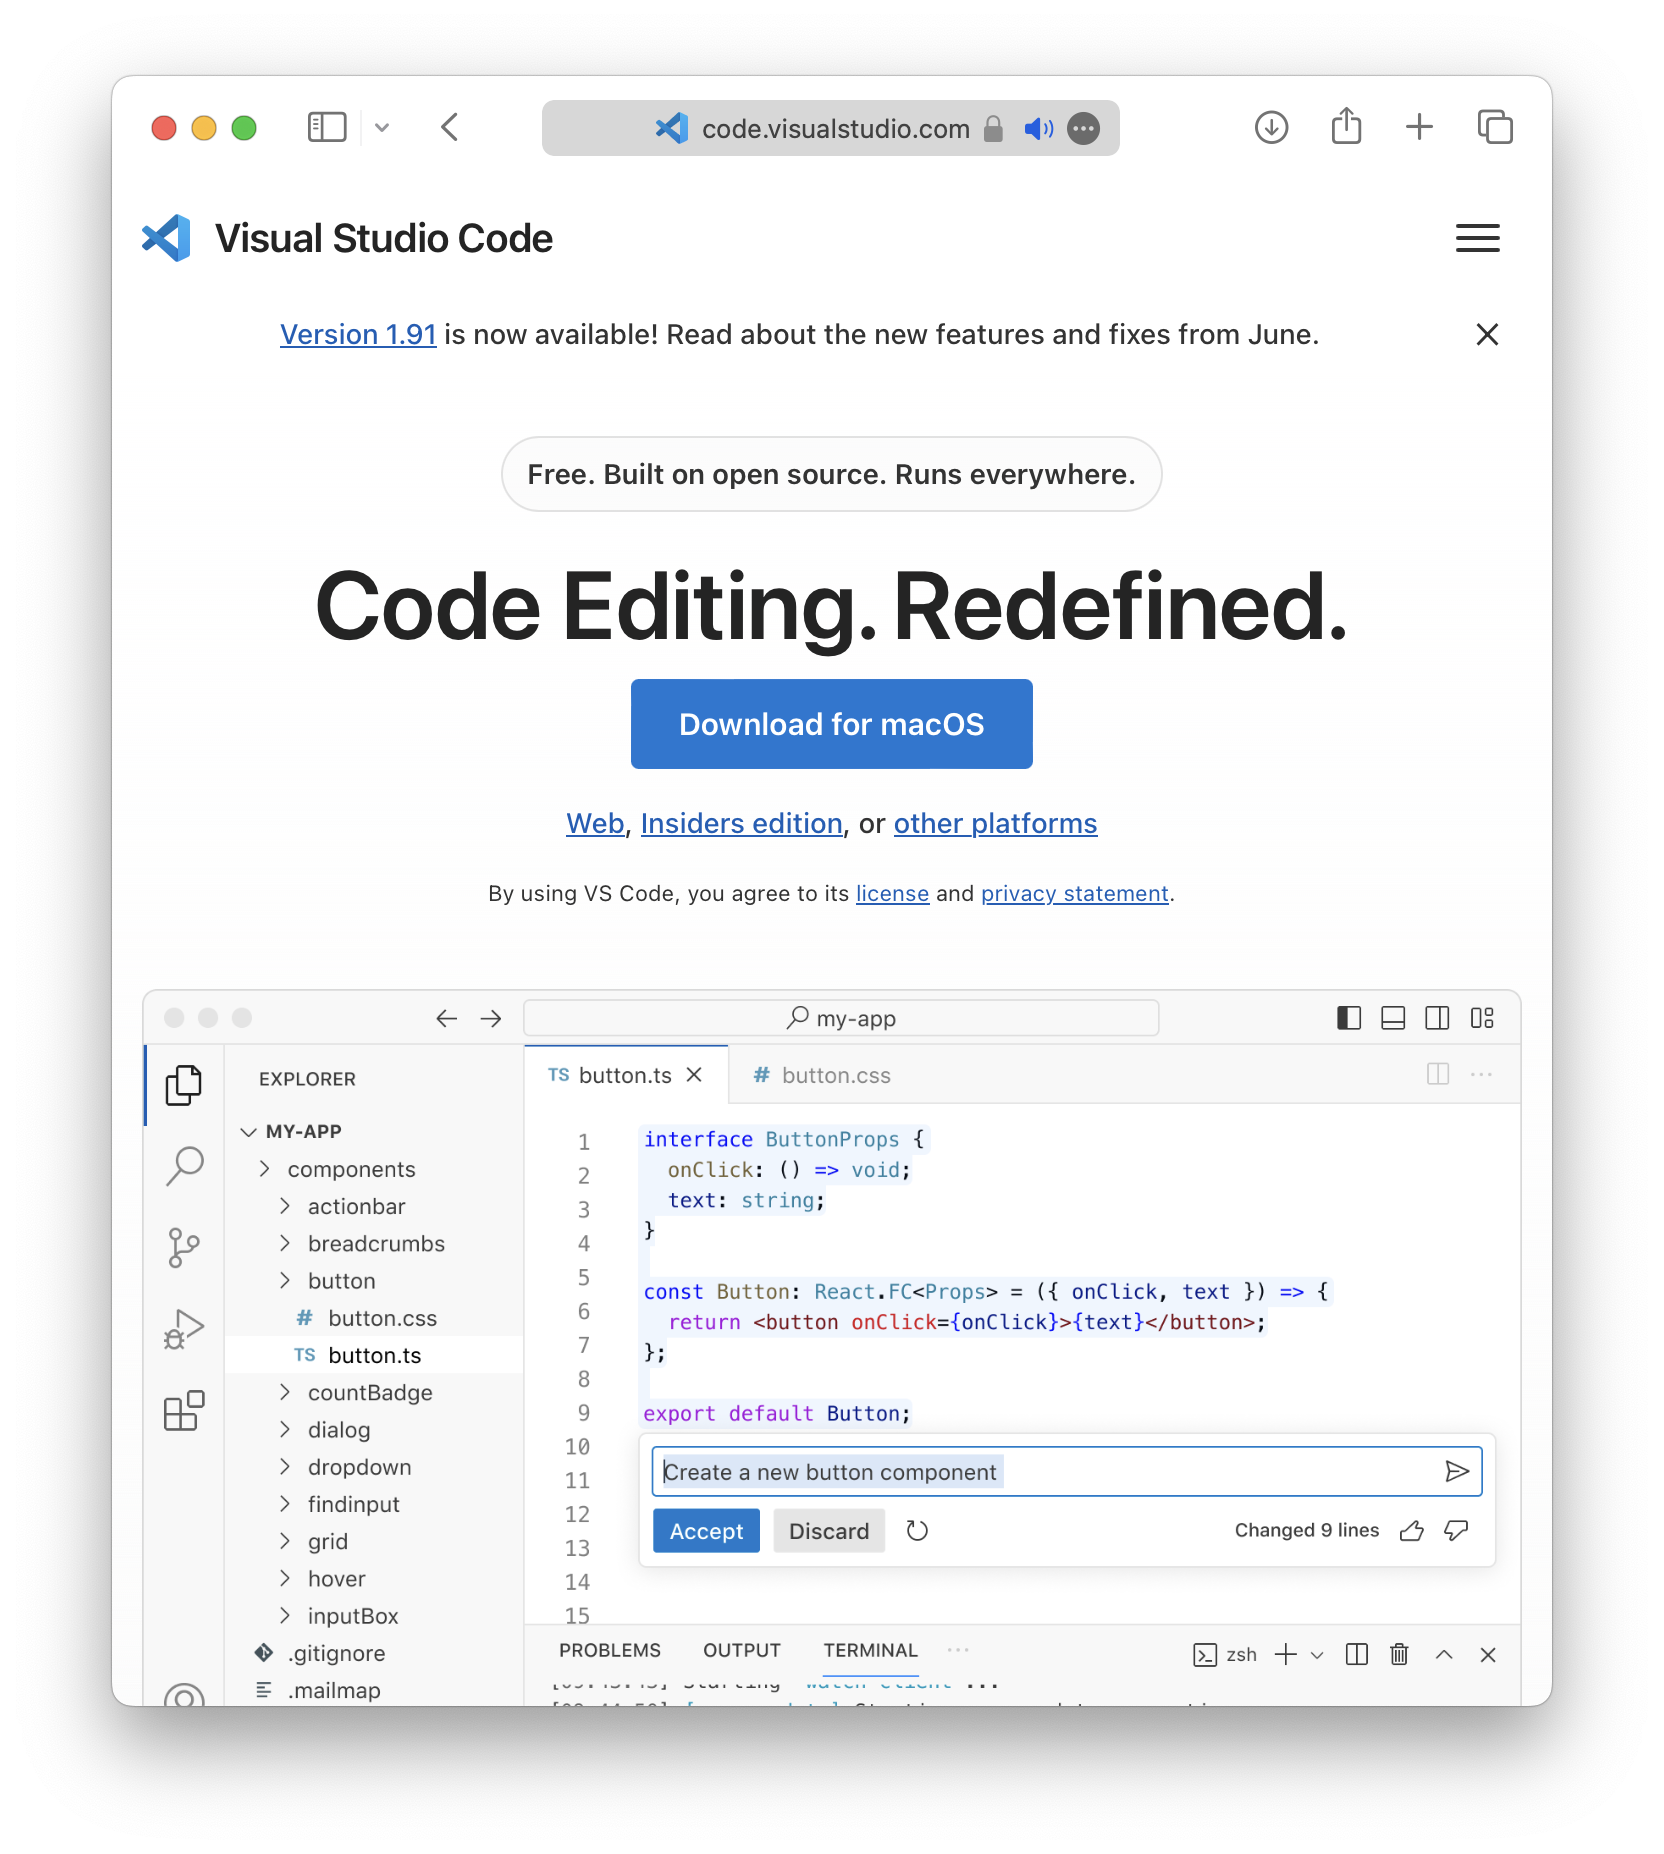 code.visualstudio.com
Visual Studio Code
Version 1.91 is now available! Read about the new features and fixes from June.
Free. Built on open source. Runs everywhere.
Code Editing. Redefined.
Download for macOS
Web, Insiders edition, or other platforms
By using VS Code, you agree to its license and privacy statement.
my-app
EXPLORER
MY-APP
components
actionbar
breadcrumbs
button
# button.css
TS button.ts
countBadge
dialog
dropdown
findinput
grid
hover
inputBox
.gitignore
.mailmap
TS button.ts
# button.css
1
2
3
4
5
6
7
8
9
10
11
12
13
14
15
interface ButtonProps {
onClick: () => void;
text: string;
}
const Button: React.FC<Props> = ({ onClick, text }) => {
return <button onClick={onClick}>{text}</button>;
};
export default Button;
Create a new button component
Accept Discard Changed 9 lines
PROBLEMS OUTPUT TERMINAL zsh
Starting watch-client ...